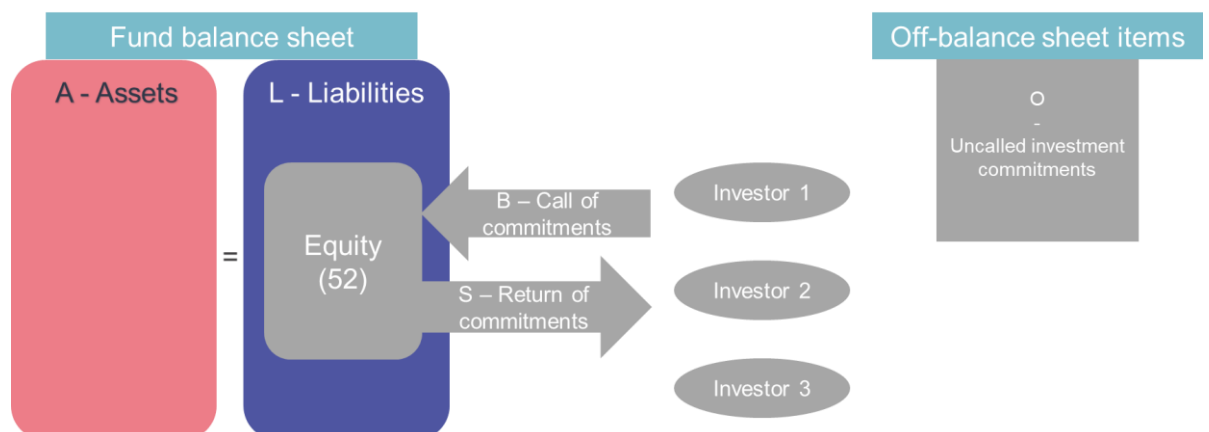 Fund balance sheet
Off-balance sheet items
A - Assets
L - Liabilities
O
-
Uncalled investment
commitments
B – Call of
commitments
Investor 1
Equity
(52)
=
S – Return of
commitments
Investor 2
Investor 3